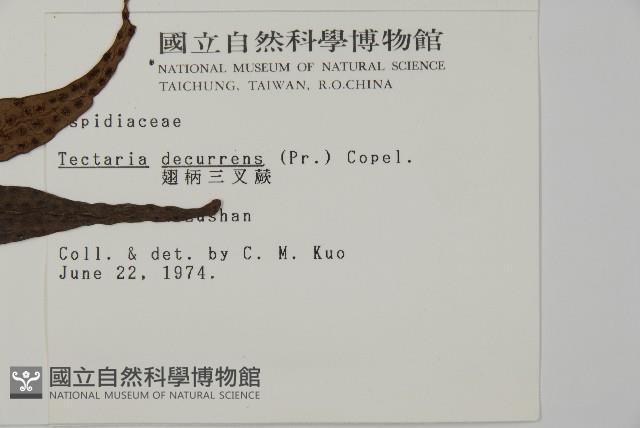 國立自然科學博物館
NATIONAL MUSEUM OF NATURAL SCIENCE
TAICHUNG, TAIWAN, R.O.CHINA
spidiaceae
Tectaria decurrens (Pr.) Copel.
翅柄三叉蕨
Coll. & det. by C. M. Kuo
June 22, 1974.
國立自然科學博物館
NATIONAL MUSEUM OF NATURAL SCIENCE